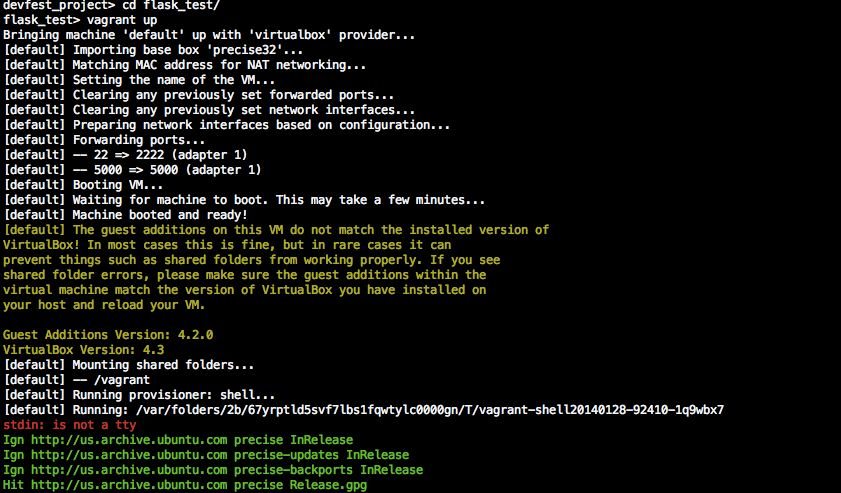 devfest_project> cd flask_test/
flask_test> vagrant up
Bringing machine 'default' up with 'virtualbox' provider...
[default] Importing base box 'precise32'...
[default] Matching MAC address for NAT networking...
[default] Setting the name of the VM...
[default] Clearing any previously set forwarded ports...
[default] Clearing any previously set network interfaces...
[default] Preparing network interfaces based on configuration...
[default] Forwarding ports...
[default] -- 22 => 2222 (adapter 1)
[default] -- 5000 => 5000 (adapter 1)
[default] Booting VM...
[default] Waiting for machine to boot. This may take a few minutes...
[default] Machine booted and ready!
[default] The guest additions on this VM do not match the installed version of
VirtualBox! In most cases this is fine, but in rare cases it can
prevent things such as shared folders from working properly. If you see
shared folder errors, please make sure the guest additions within the
virtual machine match the version of VirtualBox you have installed on
your host and reload your VM.
Guest Additions Version: 4.2.0
VirtualBox Version: 4.3
[default] Mounting shared folders...
[default] -- /vagrant
[default] Running provisioner: shell...
[default] Running: /var/folders/2b/67yrptld5svf7lbs1fqwtylc0000gn/T/vagrant-shell20140128-92410-1q9wbx7
stdin: is not a tty
Ign http://us.archive.ubuntu.com precise InRelease
Ign http://us.archive.ubuntu.com precise-updates InRelease
Ign http://us.archive.ubuntu.com precise-backports InRelease
Hit http://us.archive.ubuntu.com precise Release.gpg